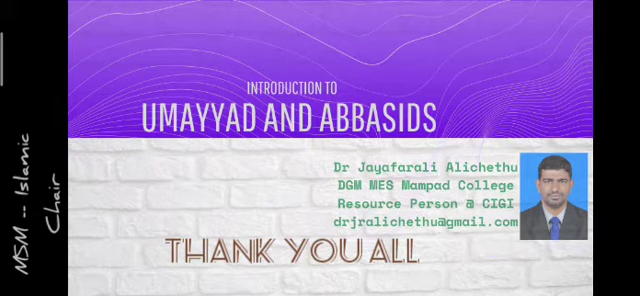 INTRODUCTION TO
UMAYYAD AND ABBASIDS
Dr Jayafarali Alichethu
DGM MES Mampad College
Resource Person @ CIGI
drjralichethu@gmail.com
THANK YOU ALL
MSM -- Islamic
Chair